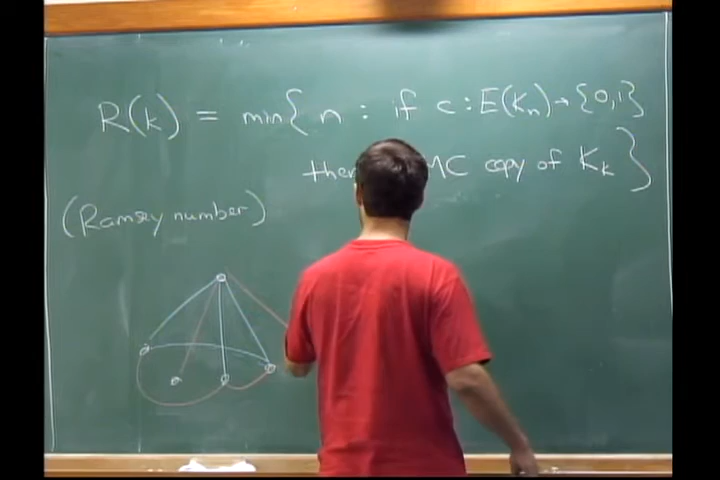 R(k) = min{ n : if c : E(Kₙ) → {0,1}
MC copy of Kₖ }
(Ramsey number)